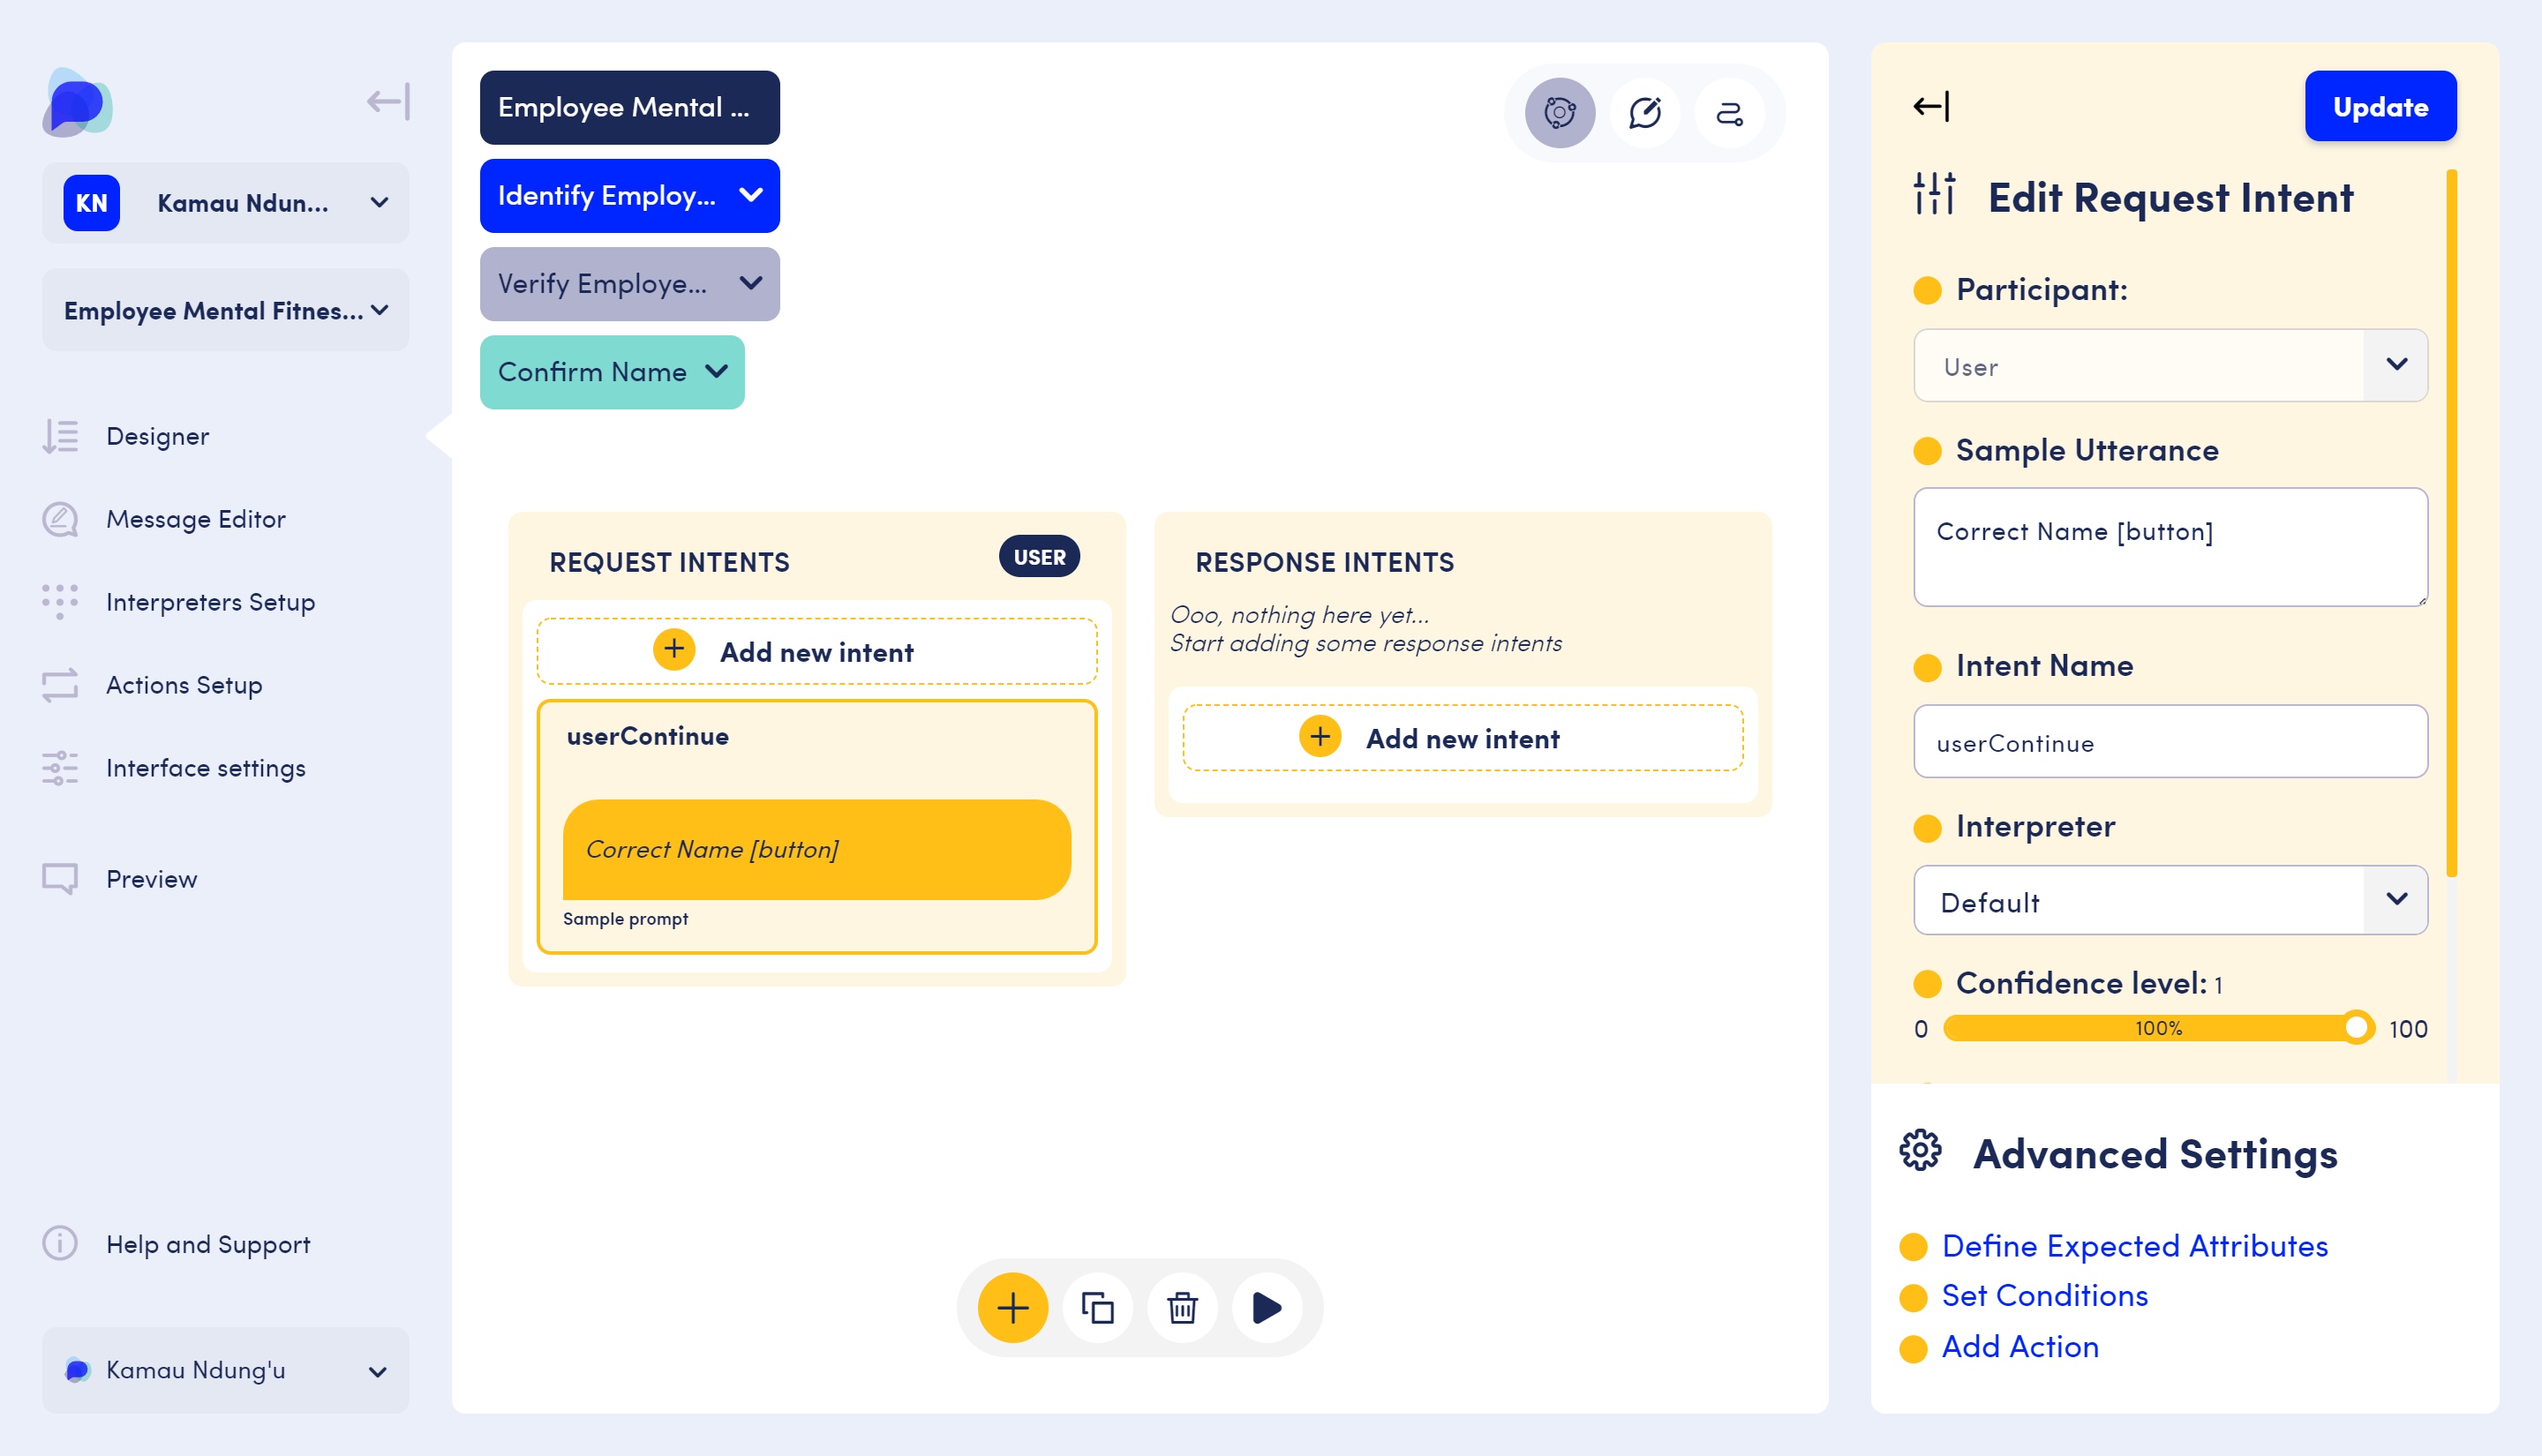 KN
Kamau Ndun...
Employee Mental Fitnes...
Designer
Message Editor
Interpreters Setup
Actions Setup
Interface settings
Preview
Help and Support
Kamau Ndung'u
Employee Mental ...
Identify Employ...
Verify Employe...
Confirm Name
REQUEST INTENTS
USER
Add new intent
userContinue
Correct Name [button]
Sample prompt
RESPONSE INTENTS
Ooo, nothing here yet...
Start adding some response intents
Add new intent
Update
Edit Request Intent
Participant:
User
Sample Utterance
Correct Name [button]
Intent Name
userContinue
Interpreter
Default
Confidence level: 1
0 100% 100
Advanced Settings
Define Expected Attributes
Set Conditions
Add Action